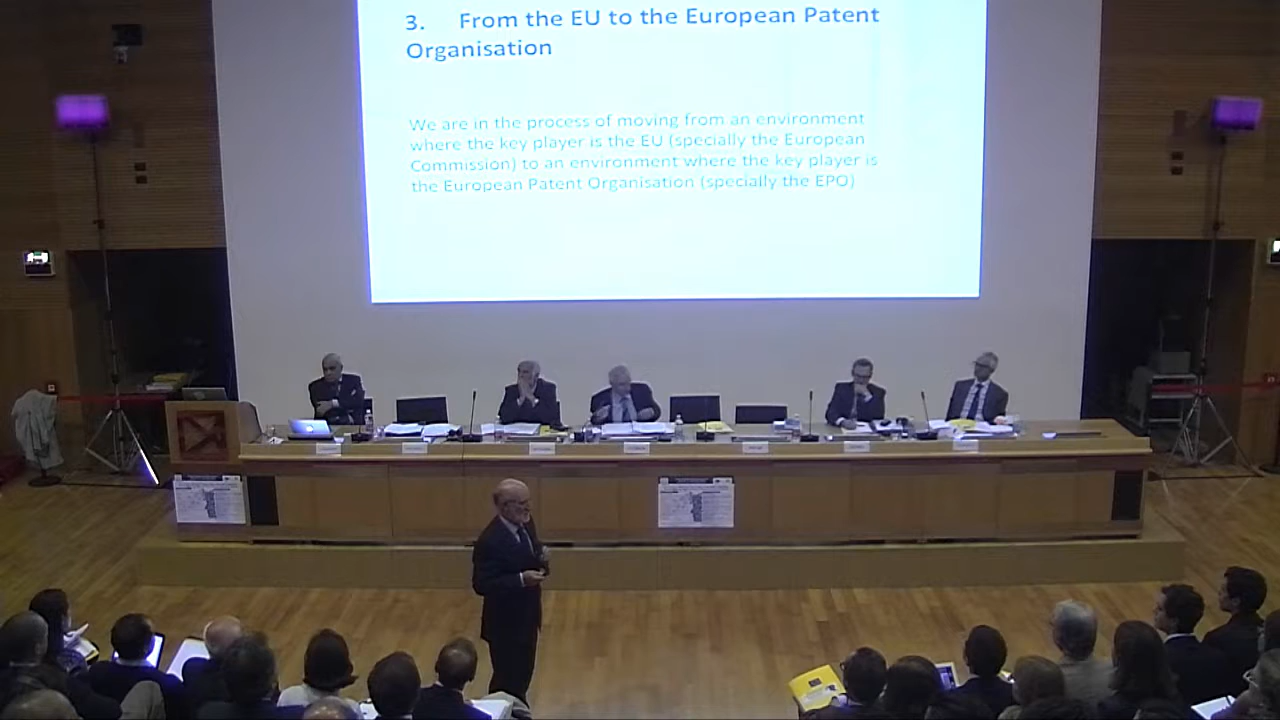 3. From the EU to the European Patent
Organisation
We are in the process of moving from an environment
where the key player is the EU (specially the European
Commission) to an environment where the key player is
the European Patent Organisation (specially the EPO)